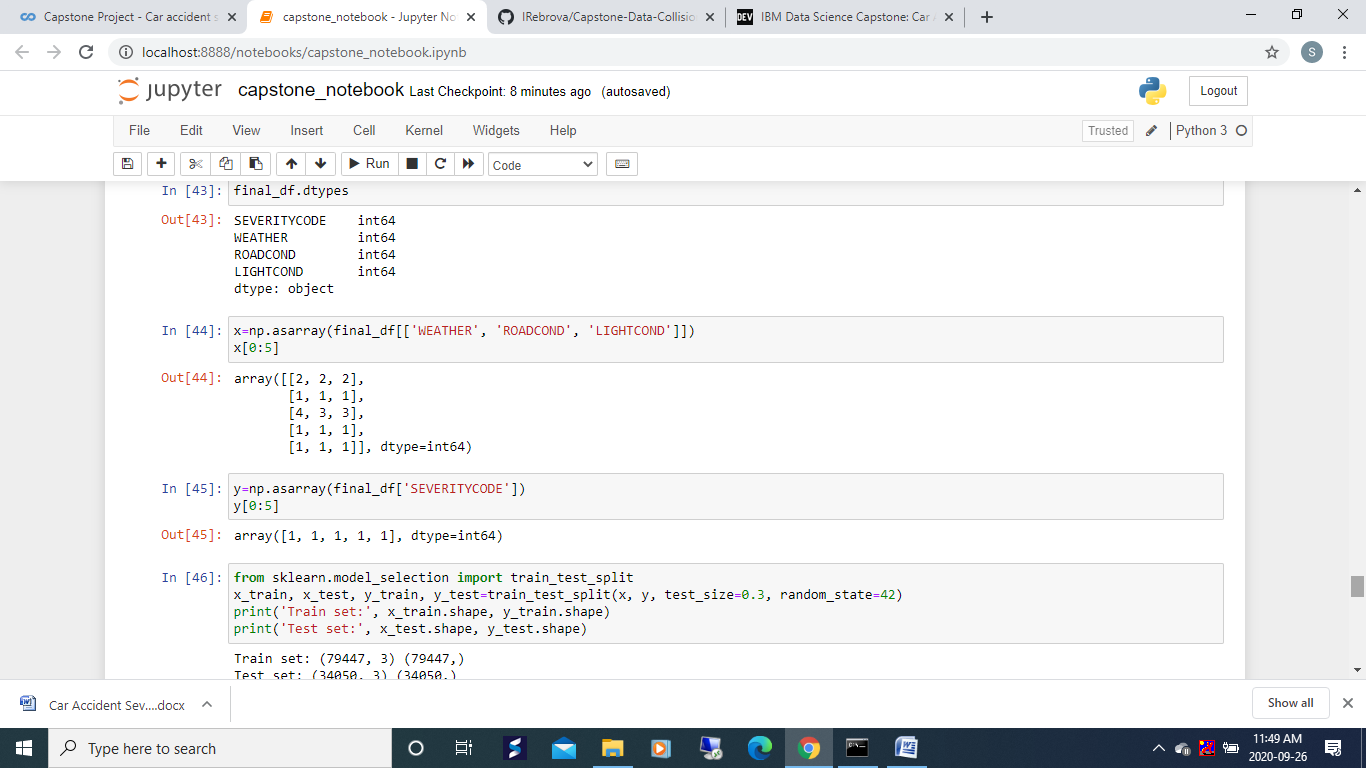 Capstone Project - Car accident s
capstone_notebook - Jupyter No
IRebrova/Capstone-Data-Collisio
DEV IBM Data Science Capstone: Car
localhost:8888/notebooks/capstone_notebook.ipynb
S
jupyter capstone_notebook Last Checkpoint: 8 minutes ago (autosaved)
Logout
File Edit View Insert Cell Kernel Widgets Help
Trusted Python 3
Run Code
In [43]: final_df.dtypes
Out[43]: SEVERITYCODE int64
WEATHER int64
ROADCOND int64
LIGHTCOND int64
dtype: object
In [44]: x=np.asarray(final_df[['WEATHER', 'ROADCOND', 'LIGHTCOND']])
x[0:5]
Out[44]: array([[2, 2, 2],
[1, 1, 1],
[4, 3, 3],
[1, 1, 1],
[1, 1, 1]], dtype=int64)
In [45]: y=np.asarray(final_df['SEVERITYCODE'])
y[0:5]
Out[45]: array([1, 1, 1, 1, 1], dtype=int64)
In [46]: from sklearn.model_selection import train_test_split
x_train, x_test, y_train, y_test=train_test_split(x, y, test_size=0.3, random_state=42)
print('Train set:', x_train.shape, y_train.shape)
print('Test set:', x_test.shape, y_test.shape)
Train set: (79447, 3) (79447,)
Test set: (34050, 3) (34050,)
Car Accident Sev....docx
Show all
Type here to search
11:49 AM
2020-09-26